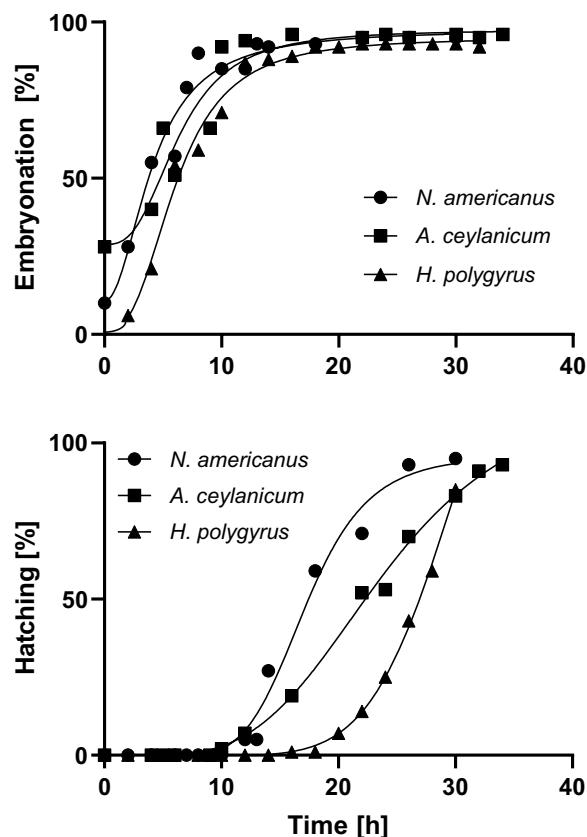 Embryonation [%]
100
50
0
N. americanus
A. ceylanicum
H. polygyrus
0 10 20 30 40
Hatching [%]
100
50
0
N. americanus
A. ceylanicum
H. polygyrus
0 10 20 30 40
Time [h]